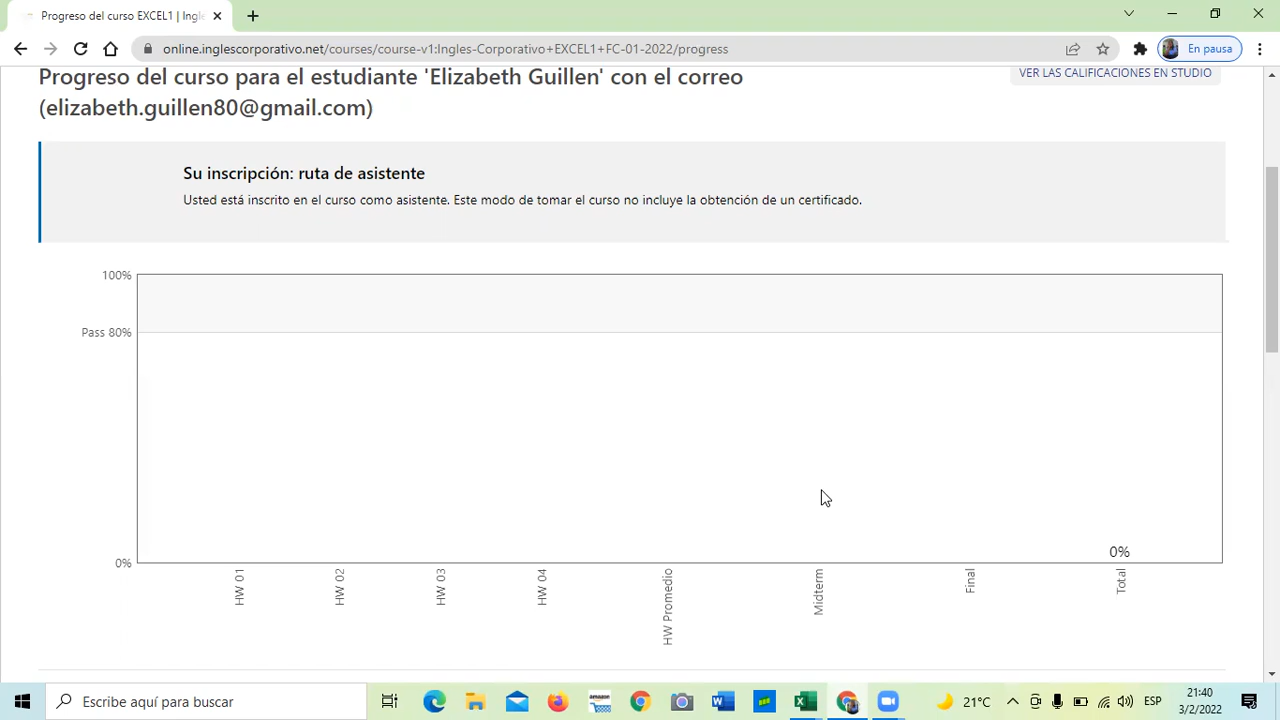 Progreso del curso EXCEL1 | Ingle
online.inglescorporativo.net/courses/course-v1:Ingles-Corporativo+EXCEL1+FC-01-2022/progress
En pausa
Progreso del curso para el estudiante 'Elizabeth Guillen' con el correo
(elizabeth.guillen80@gmail.com)
VER LAS CALIFICACIONES EN STUDIO
Su inscripción: ruta de asistente
Usted está inscrito en el curso como asistente. Este modo de tomar el curso no incluye la obtención de un certificado.
100%
Pass 80%
0%
0%
HW 01
HW 02
HW 03
HW 04
HW Promedio
Midterm
Final
Total
Escribe aquí para buscar
amazon
21°C
ESP
21:40
3/2/2022